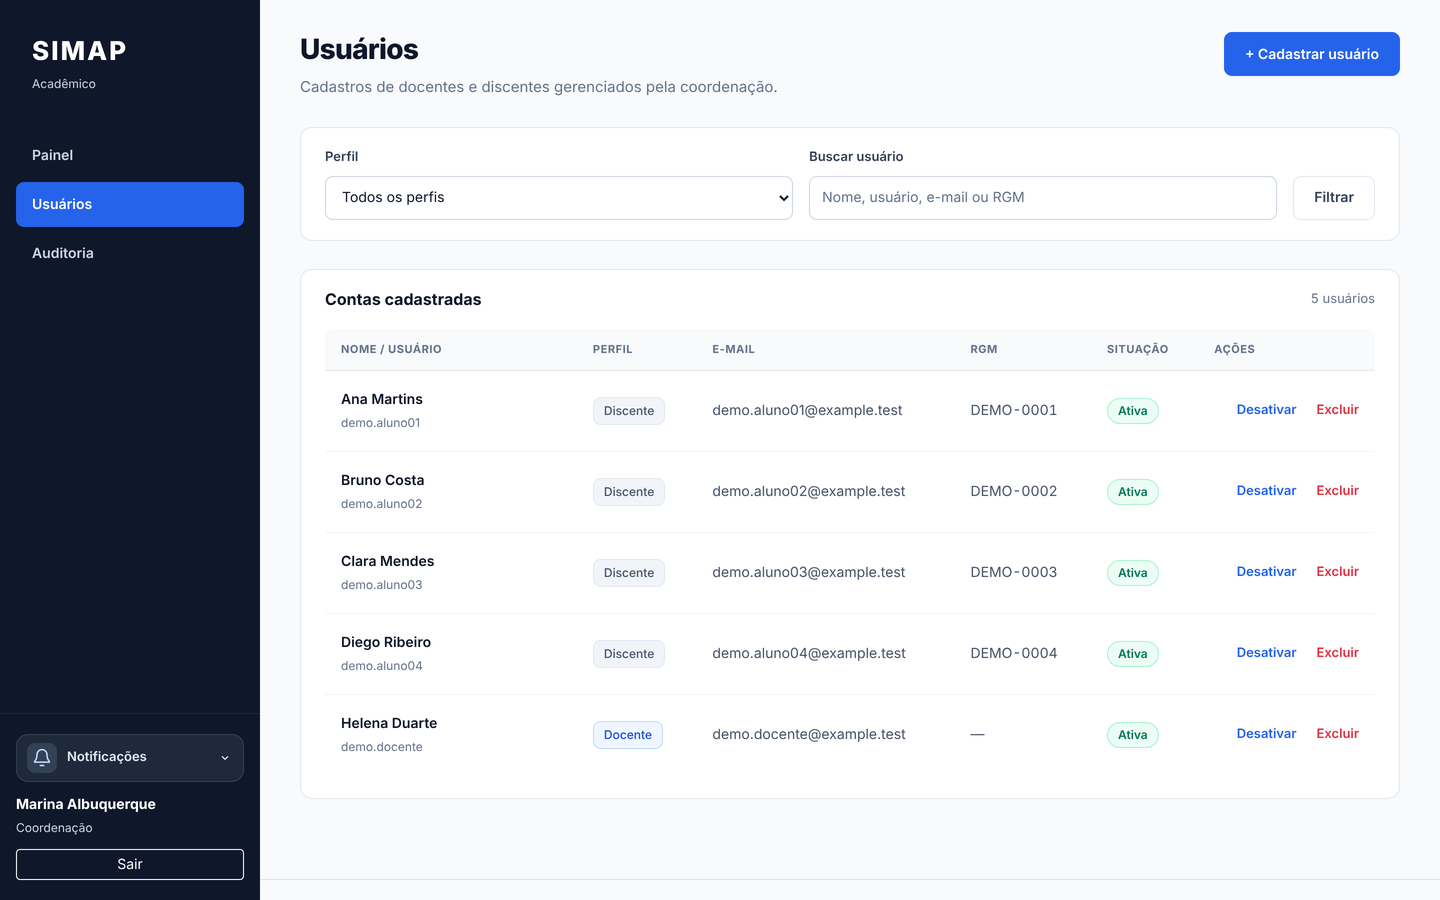 SIMAP
Acadêmico
Painel
Usuários
Auditoria
Notificações
Marina Albuquerque
Coordenação
Sair
Usuários
Cadastros de docentes e discentes gerenciados pela coordenação.
+ Cadastrar usuário
Perfil
Todos os perfis
Buscar usuário
Nome, usuário, e-mail ou RGM
Filtrar
Contas cadastradas
5 usuários
NOME / USUÁRIO PERFIL E-MAIL RGM SITUAÇÃO AÇÕES
Ana Martins
demo.aluno01
Discente demo.aluno01@example.test DEMO-0001 Ativa Desativar Excluir
Bruno Costa
demo.aluno02
Discente demo.aluno02@example.test DEMO-0002 Ativa Desativar Excluir
Clara Mendes
demo.aluno03
Discente demo.aluno03@example.test DEMO-0003 Ativa Desativar Excluir
Diego Ribeiro
demo.aluno04
Discente demo.aluno04@example.test DEMO-0004 Ativa Desativar Excluir
Helena Duarte
demo.docente
Docente demo.docente@example.test — Ativa Desativar Excluir